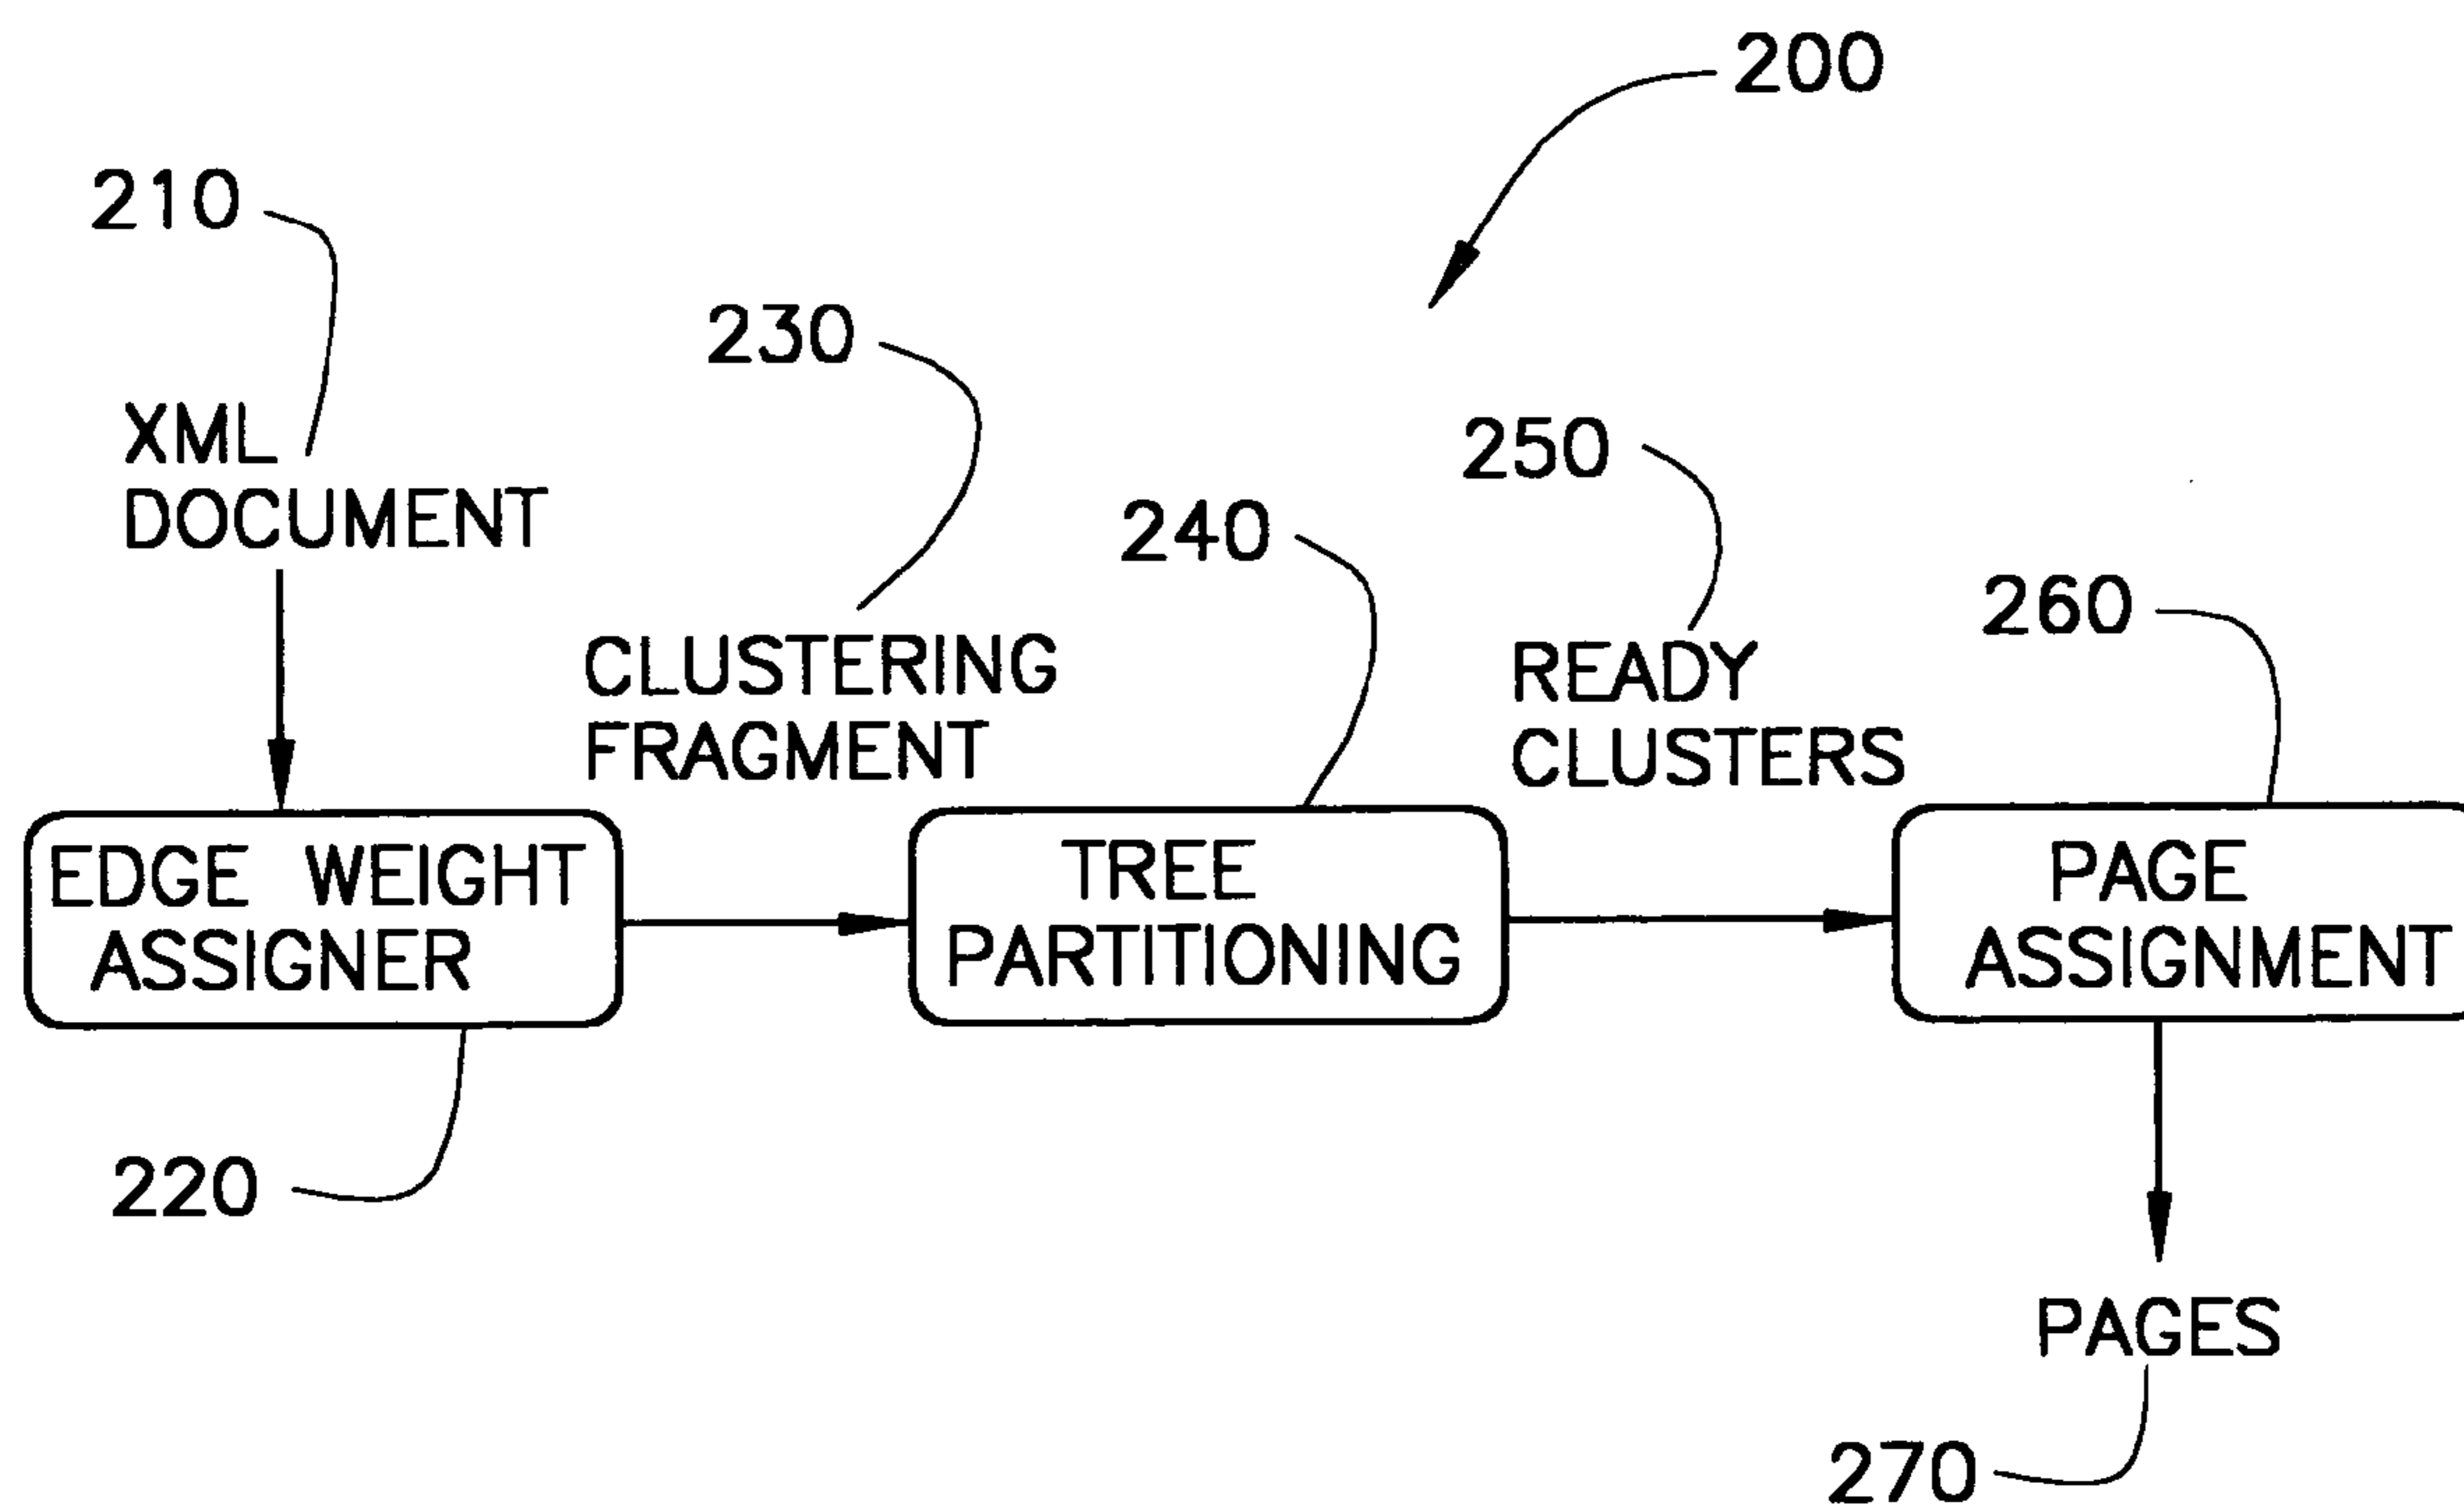 200
210
230
XML
DOCUMENT
250
240
260
CLUSTERING
FRAGMENT
READY
CLUSTERS
EDGE WEIGHT
ASSIGNER
TREE
PARTITIONING
PAGE
ASSIGNMENT
220
PAGES
270